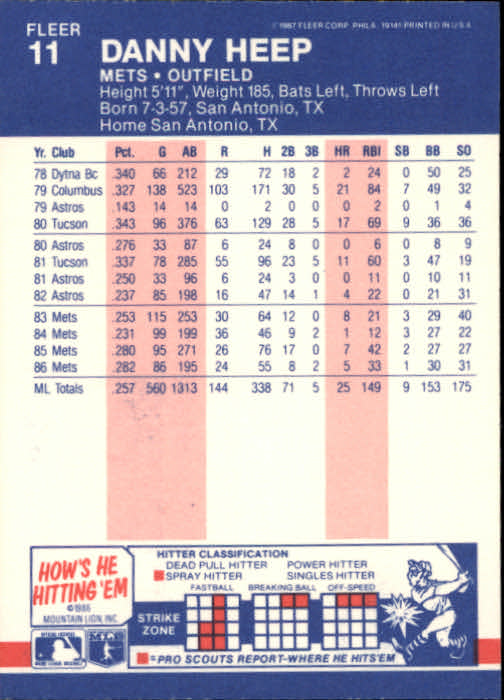 FLEER
11
DANNY HEEP
©1987 FLEER CORP. PHILA. 19141 PRINTED IN U.S.A.
METS • OUTFIELD
Height 5'11", Weight 185, Bats Left, Throws Left
Born 7-3-57, San Antonio, TX
Home San Antonio, TX
Yr. Club Pct. G AB R H 2B 3B HR RBI SB BB SO
78 Dytna Bc .340 66 212 29 72 18 2 2 24 0 50 25
79 Columbus .327 138 523 103 171 30 5 21 84 7 49 32
79 Astros .143 14 14 0 2 0 0 0 2 0 1 4
80 Tucson .343 96 376 63 129 28 5 17 69 9 36 36
80 Astros .276 33 87 6 24 8 0 0 6 0 8 9
81 Tucson .337 78 285 55 96 23 5 11 60 3 47 19
81 Astros .250 33 96 6 24 3 0 0 11 0 10 11
82 Astros .237 85 198 16 47 14 1 4 22 0 21 31
83 Mets .253 115 253 30 64 12 0 8 21 3 29 40
84 Mets .231 99 199 36 46 9 2 1 12 3 27 22
85 Mets .280 95 271 26 76 17 0 7 42 2 27 27
86 Mets .282 86 195 24 55 8 2 5 33 1 30 31
ML Totals .257 560 1313 144 338 71 5 25 149 9 153 175
HOW'S HE
HITTING 'EM
©1986
MOUNTAIN LION, INC.
HITTER CLASSIFICATION
DEAD PULL HITTER POWER HITTER
SPRAY HITTER SINGLES HITTER
FASTBALL BREAKING BALL OFF-SPEED
STRIKE
ZONE
=PRO SCOUTS REPORT-WHERE HE HITS 'EM